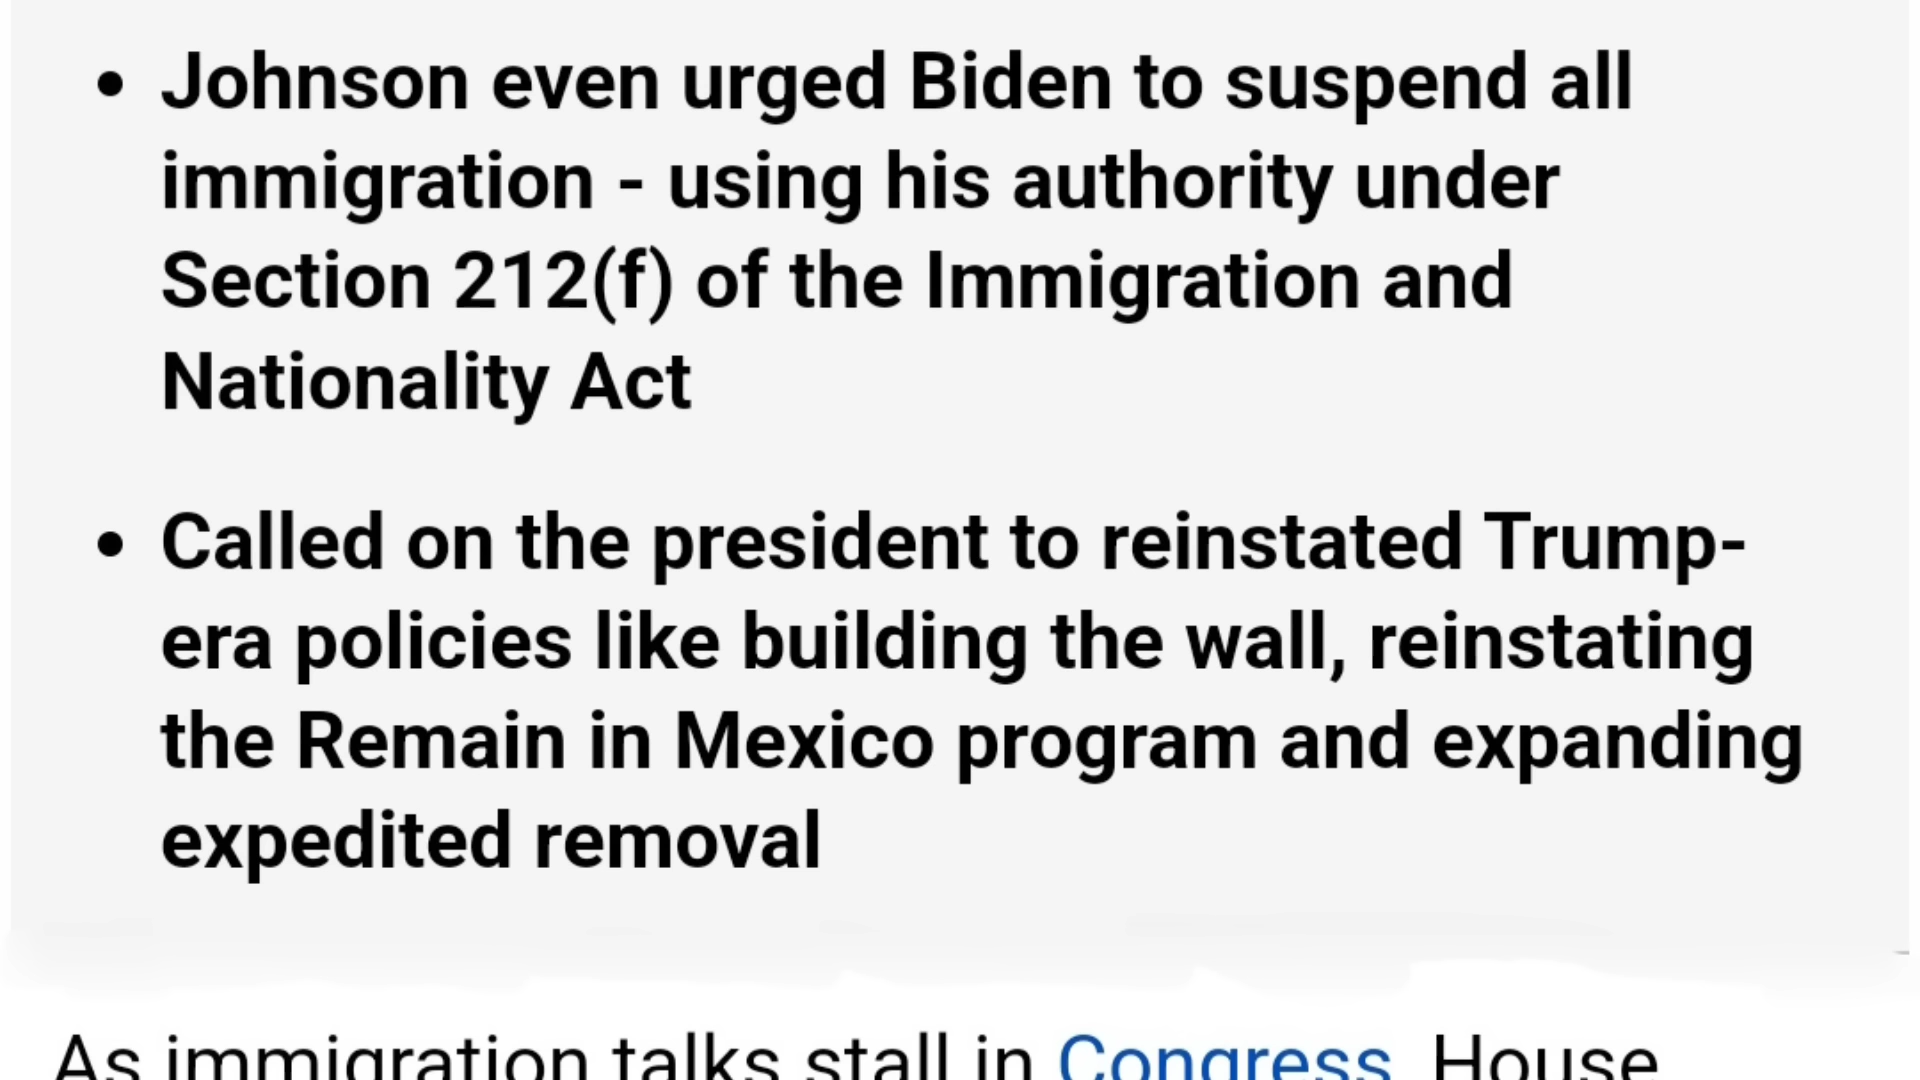 • Johnson even urged Biden to suspend all
immigration - using his authority under
Section 212(f) of the Immigration and
Nationality Act
• Called on the president to reinstated Trump-
era policies like building the wall, reinstating
the Remain in Mexico program and expanding
expedited removal
As immigration talks stall in Congress House